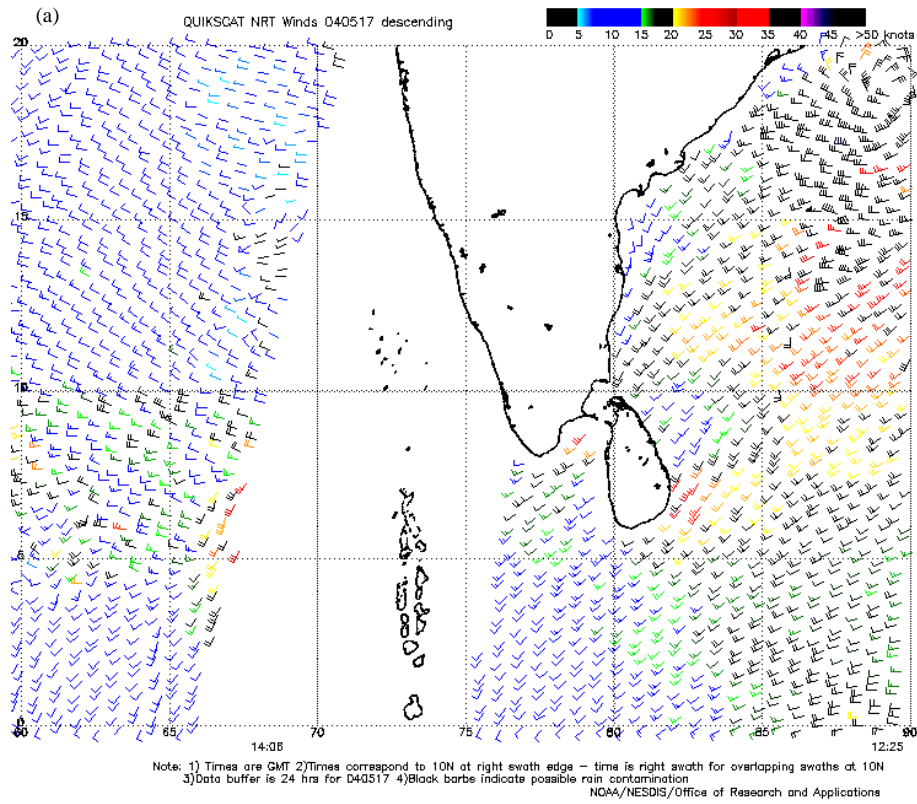 (a)
QUIKSCAT NRT Winds 040517 descending
0 5 10 15 20 25 30 35 40 45 >50 knots
20
15
10
5
0
60 65 70 75 80 85 90
14:06 12:25
Note: 1) Times are GMT 2)Times correspond to 10N at right swath edge – time is right swath for overlapping swaths at 10N
3)Data buffer is 24 hrs for 040517 4)Black barbs indicate possible rain contamination
NOAA/NESDIS/Office of Research and Applications